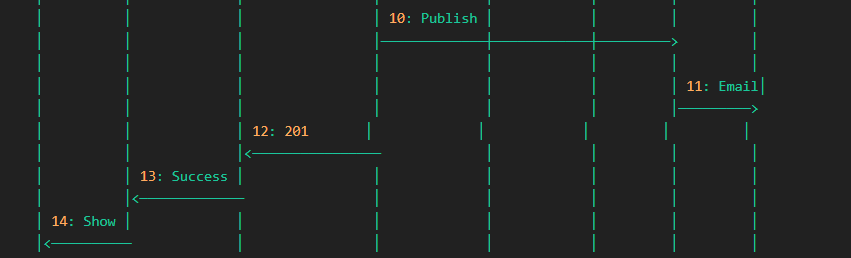 10: Publish
11: Email
12: 201
13: Success
14: Show